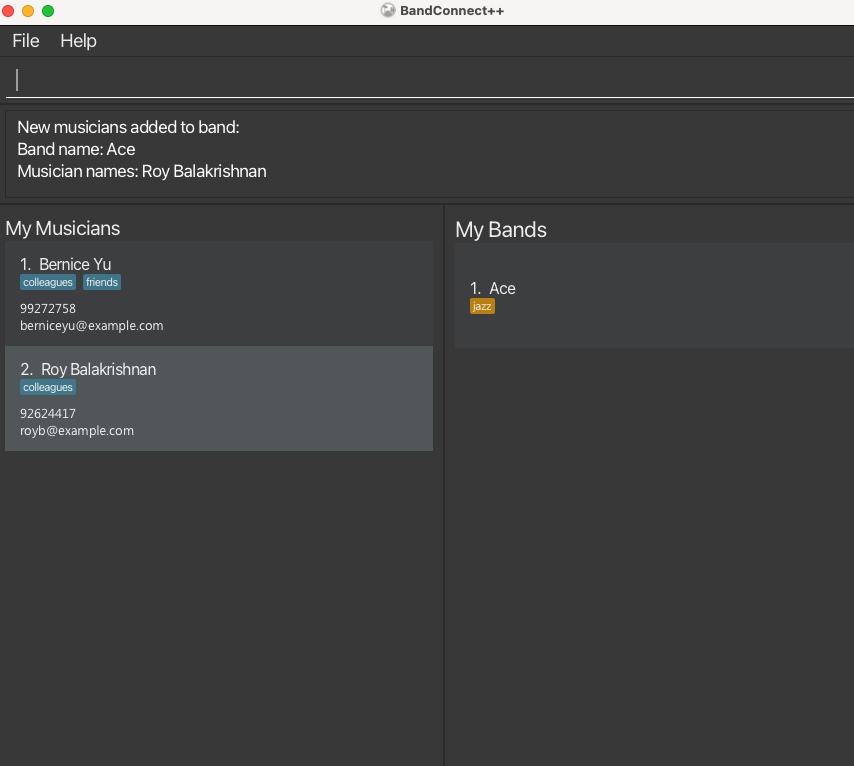 BandConnect++
File Help
New musicians added to band:
Band name: Ace
Musician names: Roy Balakrishnan
My Musicians
1. Bernice Yu
colleagues friends
99272758
berniceyu@example.com
2. Roy Balakrishnan
colleagues
92624417
royb@example.com
My Bands
1. Ace
jazz